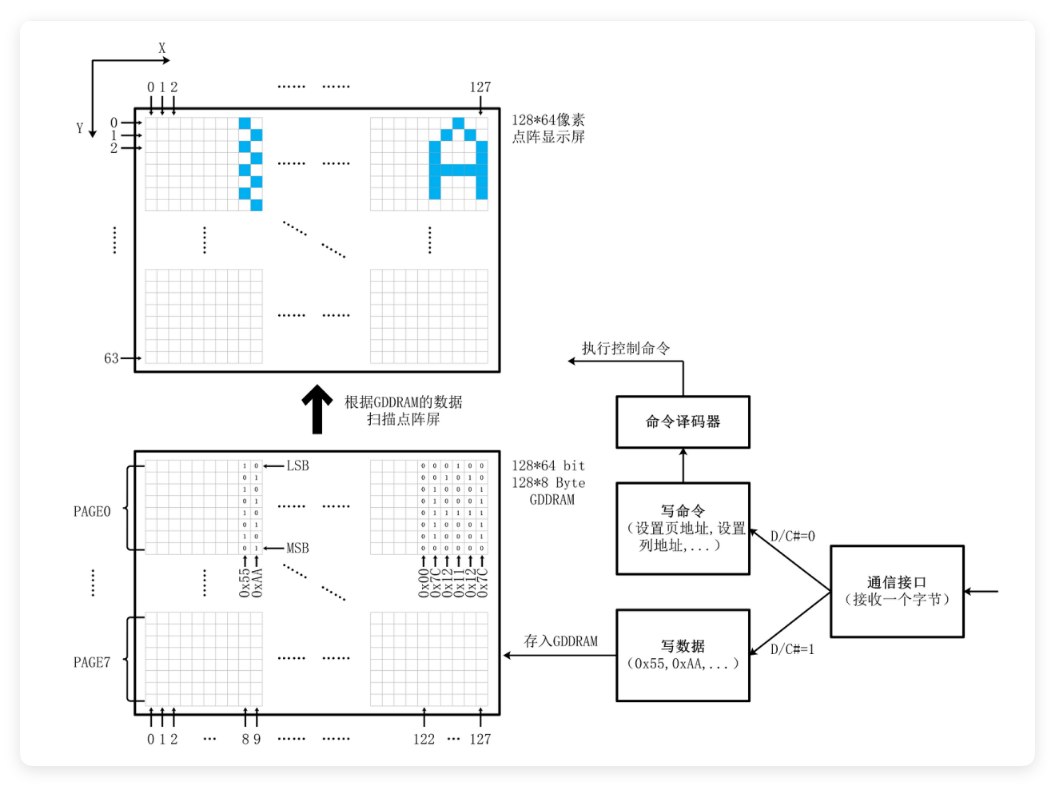 X
0 1 2 …… …… 127
Y
0
1
2
128*64像素
点阵显示屏
…… ……
…… ……
63
根据GDDRAM的数据
扫描点阵屏
执行控制命令
命令译码器
写命令
(设置页地址,设置
列地址,...)
D/C#=0
通信接口
(接收一个字节)
D/C#=1
写数据
(0x55,0xAA,...)
存入GDDRAM
128*64 bit
128*8 Byte
GDDRAM
PAGE0
LSB
MSB
1 0
0 1
1 0
0 1
1 0
0 1
1 0
0 1
…… ……
0 0 0 1 0 0
0 0 1 0 1 0
0 1 0 0 0 1
0 1 0 0 0 1
0 1 1 1 1 1
0 1 0 0 0 1
0 1 0 0 0 1
0 0 0 0 0 0
0x55
0xAA
0x00
0x7C
0x12
0x11
0x12
0x7C
PAGE7
…… ……
0 1 2 … 8 9 …… …… 122 … 127